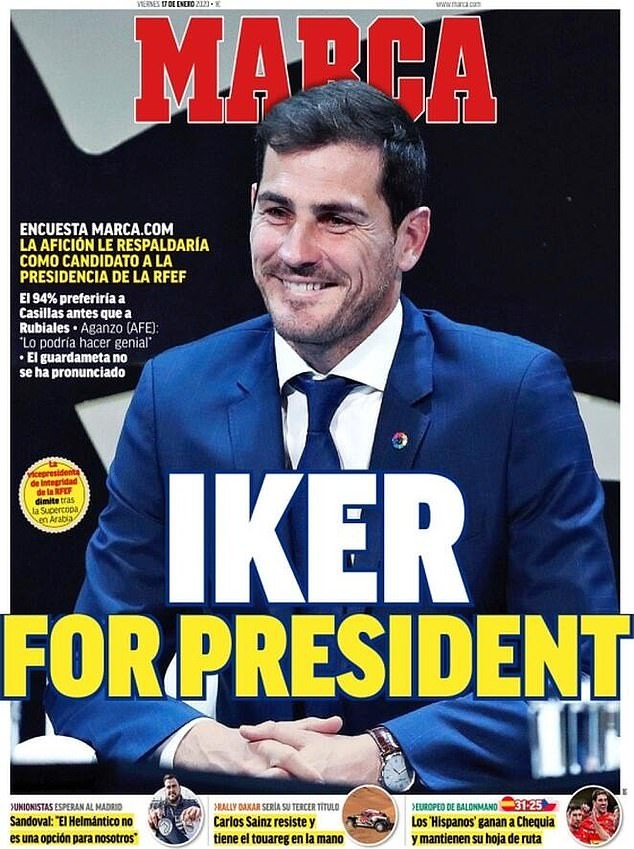 VIERNES 17 DE ENERO 2020 • 1€
www.marca.com
MARCA
ENCUESTA MARCA.COM
LA AFICIÓN LE RESPALDARÍA
COMO CANDIDATO A LA
PRESIDENCIA DE LA RFEF
El 94% preferiría a
Casillas antes que a
Rubiales • Aganzo (AFE):
"Lo podría hacer genial"
• El guardameta no
se ha pronunciado
La
vicepresidenta
de Integridad
de la RFEF
dimite tras
la Supercopa
en Arabia
IKER
FOR PRESIDENT
>UNIONISTAS ESPERAN AL MADRID
Sandoval: "El Helmántico no
es una opción para nosotros"
>RALLY DAKAR SERÍA SU TERCER TÍTULO
Carlos Sainz resiste y
tiene el touareg en la mano
>EUROPEO DE BALONMANO 31-25
Los 'Hispanos' ganan a Chequia
y mantienen su hoja de ruta